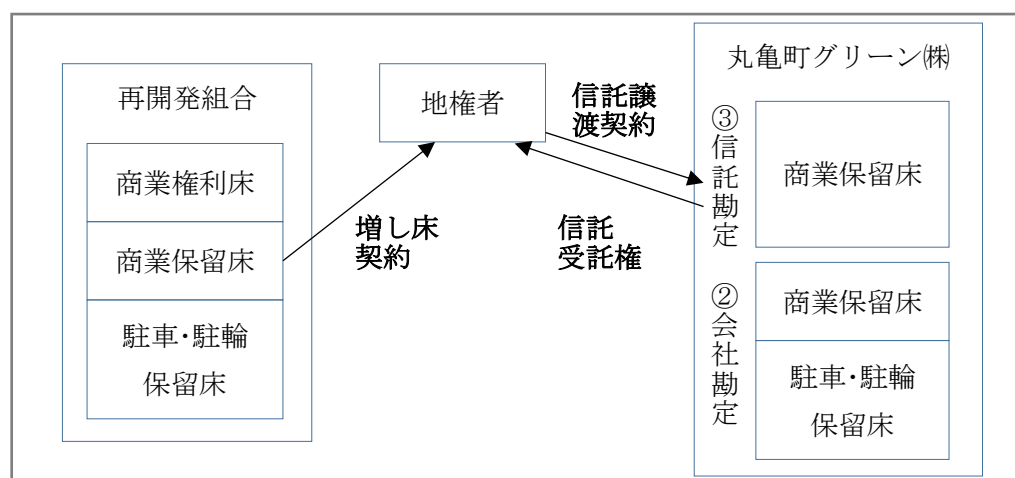 再開発組合
商業権利床
商業保留床
駐車・駐輪
保留床
地権者
増し床
契約
信託譲
渡契約
信託
受託権
丸亀町グリーン㈱
③信託勘定
商業保留床
②会社勘定
商業保留床
駐車・駐輪
保留床